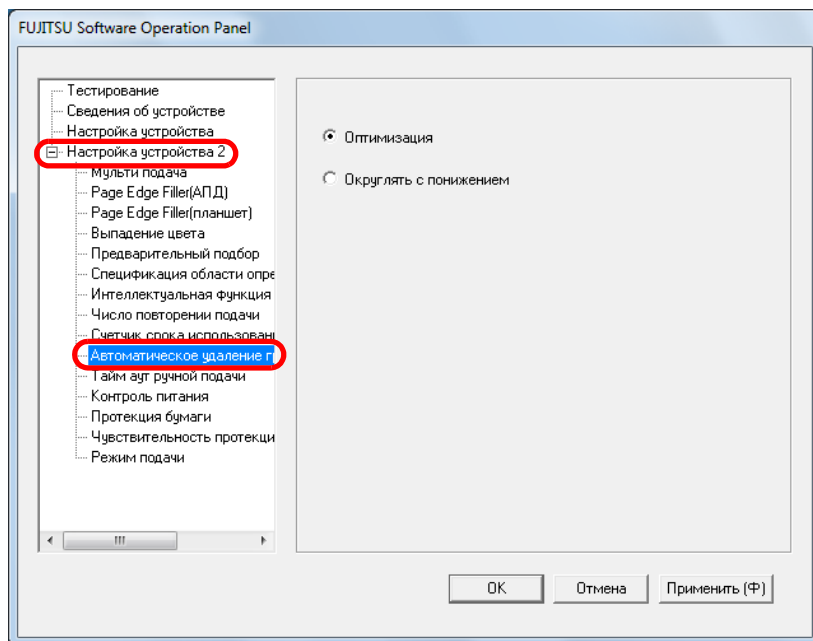 FUJITSU Software Operation Panel
Тестирование
Сведения об устройстве
Настройка устройства
Настройка устройства 2
Мульти подача
Page Edge Filler(АПД)
Page Edge Filler(планшет)
Выпадение цвета
Предварительный подбор
Спецификация области опре
Интеллектуальная функция
Число повторении подачи
Счетчик срока использовани
Автоматическое удаление г
Тайм аут ручной подачи
Контроль питания
Протекция бумаги
Чувствительность протекци
Режим подачи
Оптимизация
Округлять с понижением
OK
Отмена
Применить (Ф)